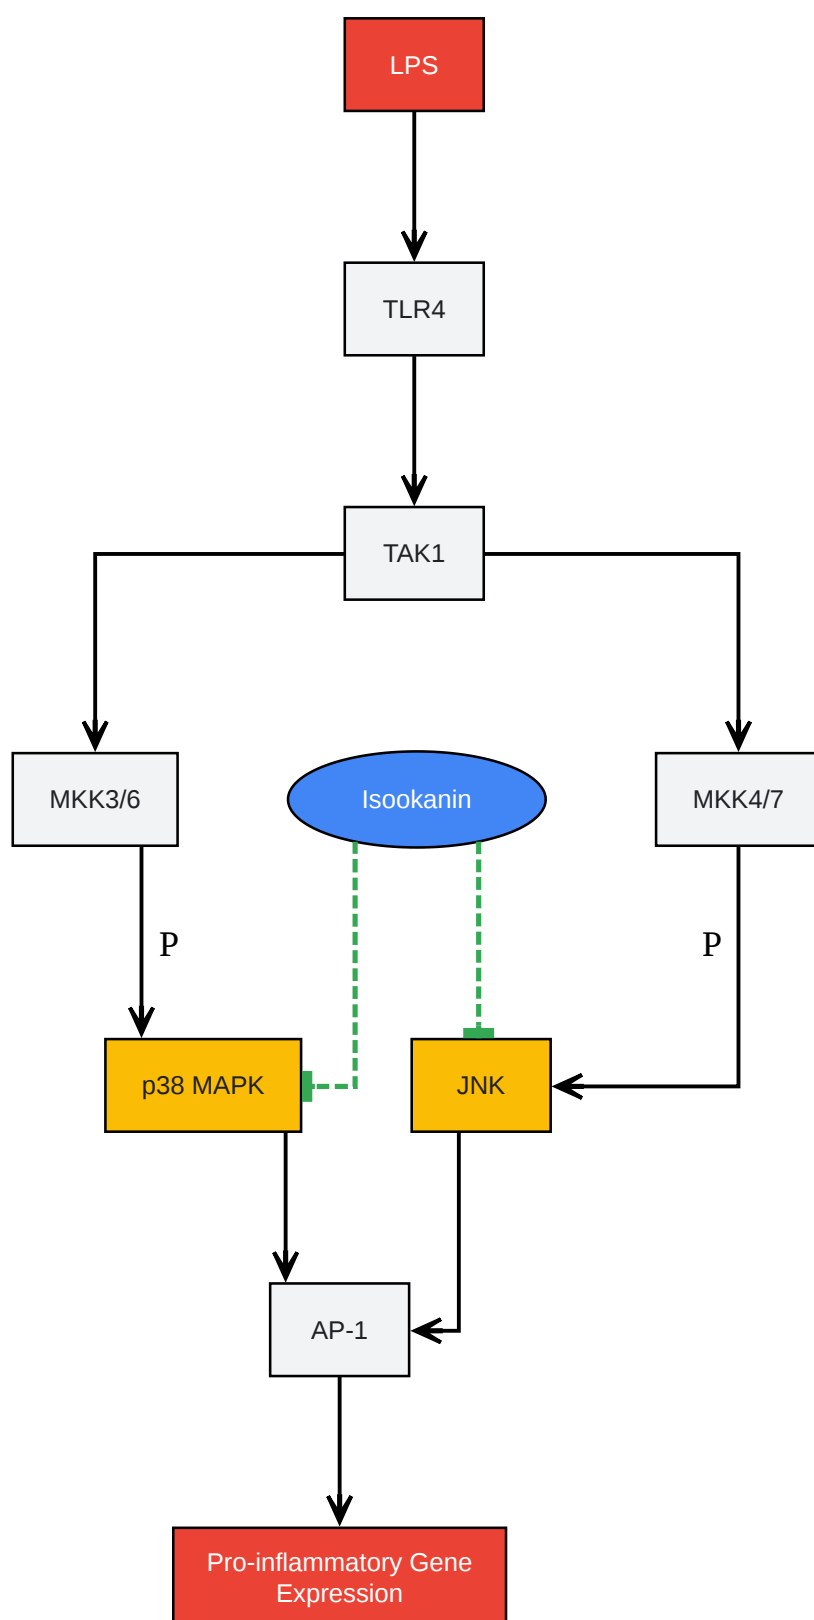 LPS
TLR4
TAK1
MKK3/6
Isookanin
MKK4/7
P
P
p38 MAPK
JNK
AP-1
Pro-inflammatory Gene
Expression